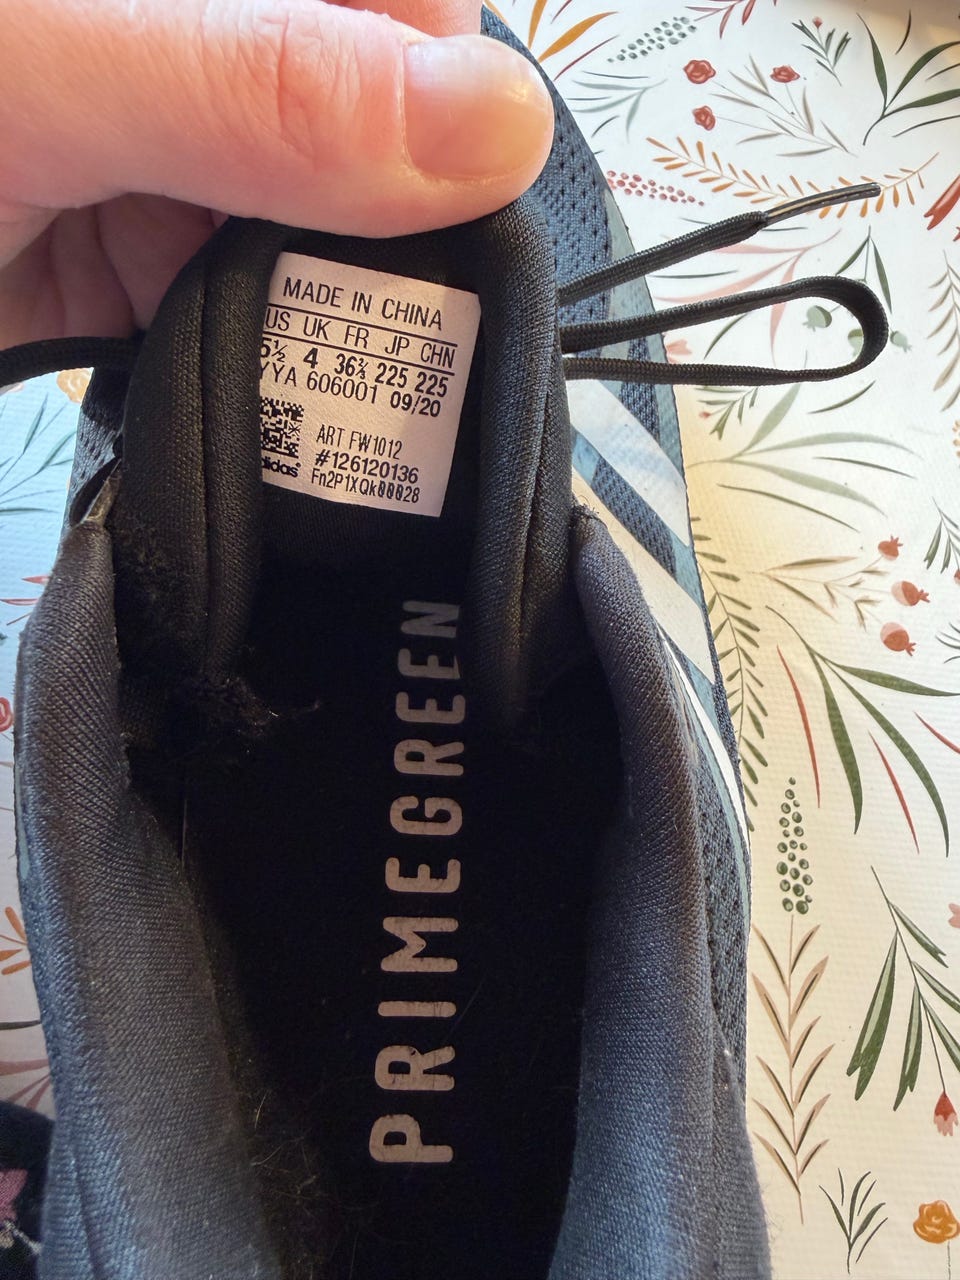 MADE IN CHINA
US UK FR JP CHN
5½ 4 36⅔ 225 225
YYA 606001 09/20
ART FW1012
#126120136
adidas
Fn2P1XQk00028
PRIMEGREEN